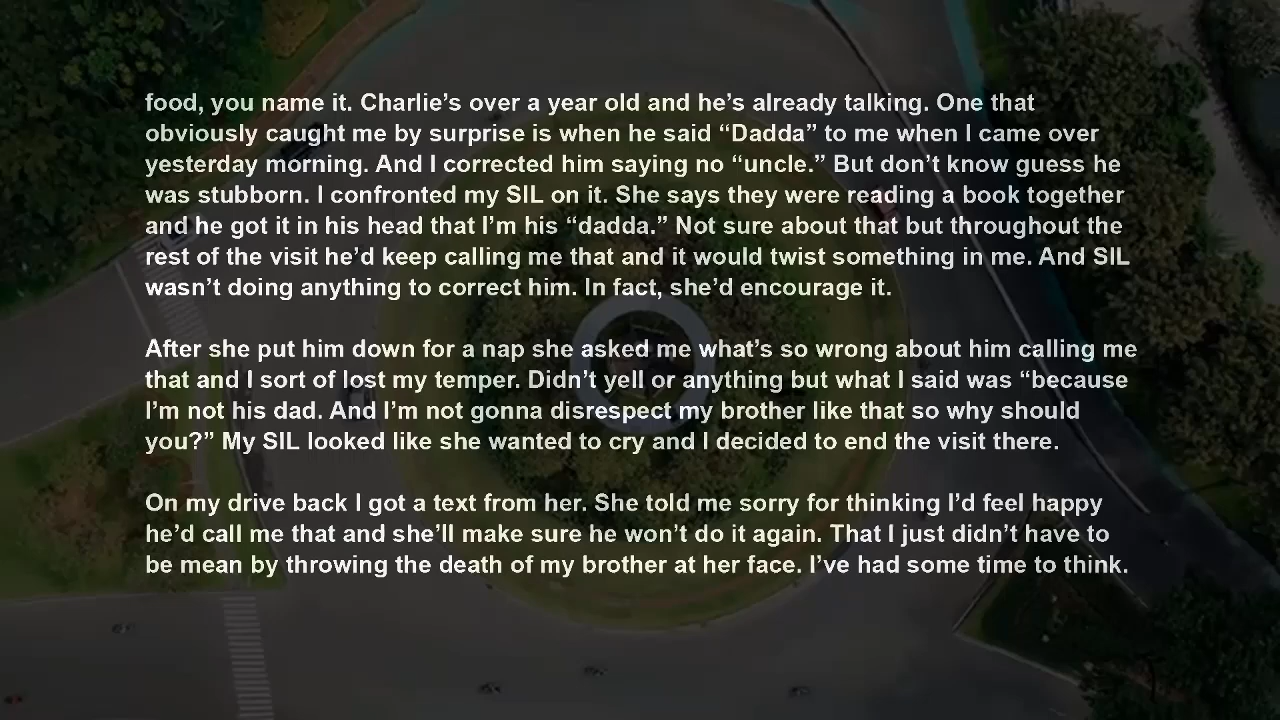 food, you name it. Charlie’s over a year old and he’s already talking. One that
obviously caught me by surprise is when he said “Dadda” to me when I came over
yesterday morning. And I corrected him saying no “uncle.” But don’t know guess he
was stubborn. I confronted my SIL on it. She says they were reading a book together
and he got it in his head that I’m his “dadda.” Not sure about that but throughout the
rest of the visit he’d keep calling me that and it would twist something in me. And SIL
wasn’t doing anything to correct him. In fact, she’d encourage it.
After she put him down for a nap she asked me what’s so wrong about him calling me
that and I sort of lost my temper. Didn’t yell or anything but what I said was “because
I’m not his dad. And I’m not gonna disrespect my brother like that so why should
you?” My SIL looked like she wanted to cry and I decided to end the visit there.
On my drive back I got a text from her. She told me sorry for thinking I’d feel happy
he’d call me that and she’ll make sure he won’t do it again. That I just didn’t have to
be mean by throwing the death of my brother at her face. I’ve had some time to think.